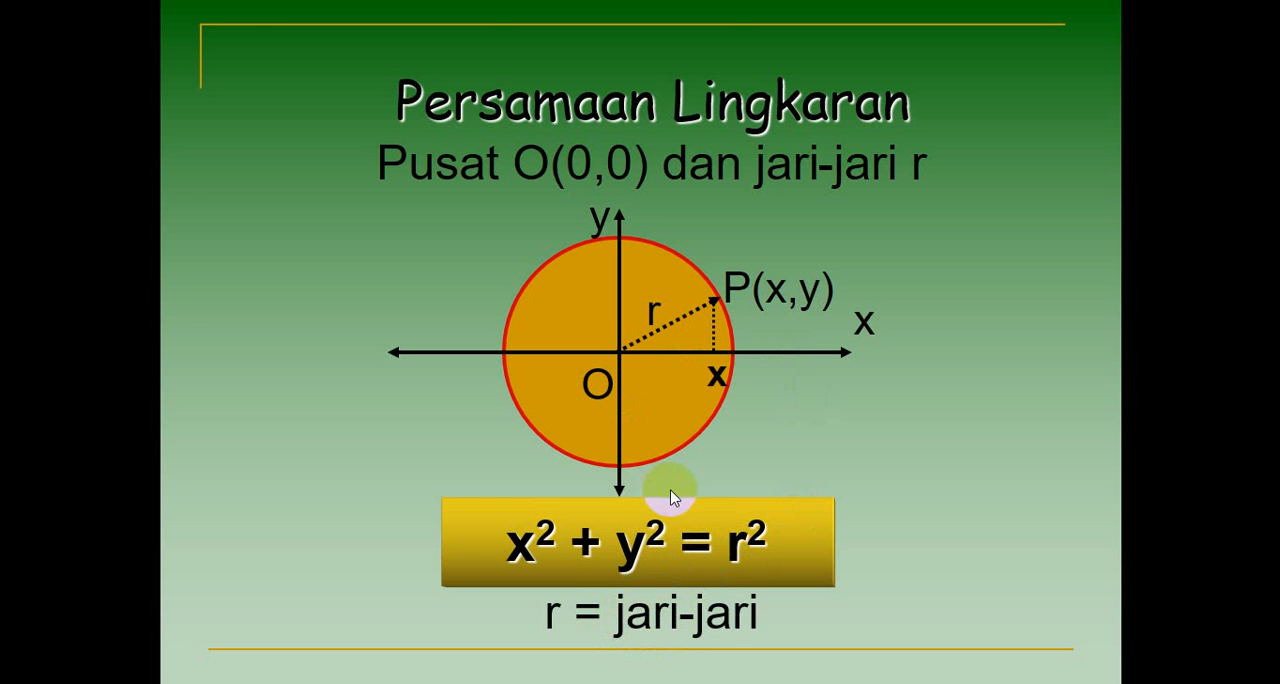 Persamaan Lingkaran
Pusat O(0,0) dan jari-jari r
y
P(x,y)
r
x
O
x
x² + y² = r²
r = jari-jari